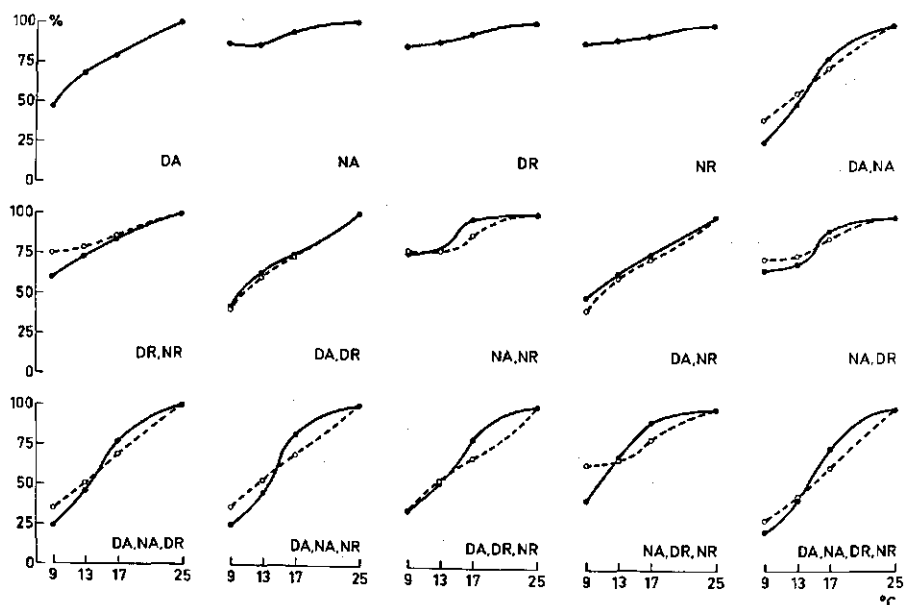 100 %
75
50
25
0
DA
NA
DR
NR
DA,NA
100
75
50
25
0
DR,NR
DA,DR
NA,NR
DA,NR
NA,DR
100
75
50
25
0
DA,NA,DR
DA,NA,NR
DA,DR,NR
NA,DR,NR
DA,NA,DR,NR
9 13 17 25
9 13 17 25
9 13 17 25
9 13 17 25
9 13 17 25
°C